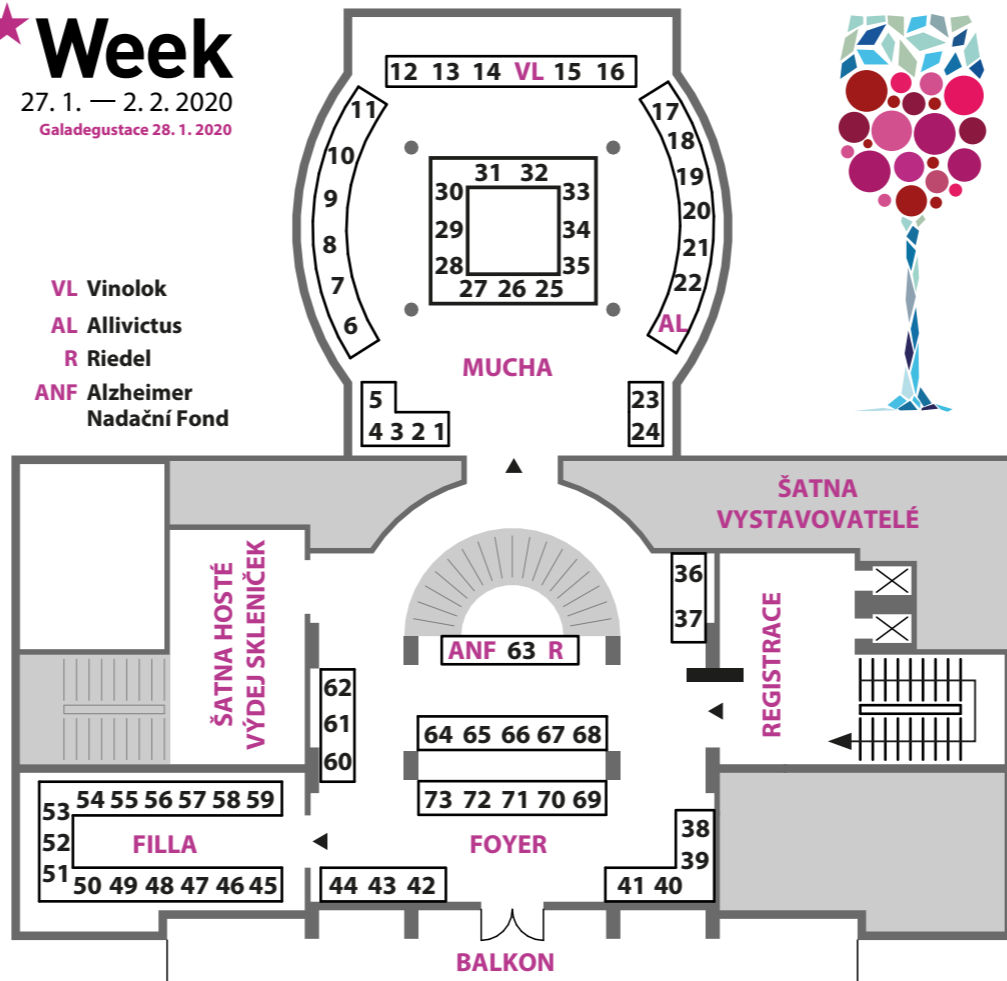 Week
27. 1. — 2. 2. 2020
Galadegustace 28. 1. 2020
VL Vinolok
AL Allivictus
R Riedel
ANF Alzheimer
Nadační Fond
12 13 14 VL 15 16
11
10
9
8
7
6
17
18
19
20
21
22
AL
31 32
30
29
28
33
34
35
27 26 25
MUCHA
5
4 3 2 1
23
24
ŠATNA
VYSTAVOVATELÉ
ŠATNA HOSTÉ
VÝDEJ SKLENIČEK
36
37
REGISTRACE
ANF 63 R
62
61
60
64 65 66 67 68
73 72 71 70 69
54 55 56 57 58 59
53
52
51
FILLA
50 49 48 47 46 45
FOYER
38
39
44 43 42
41 40
BALKON